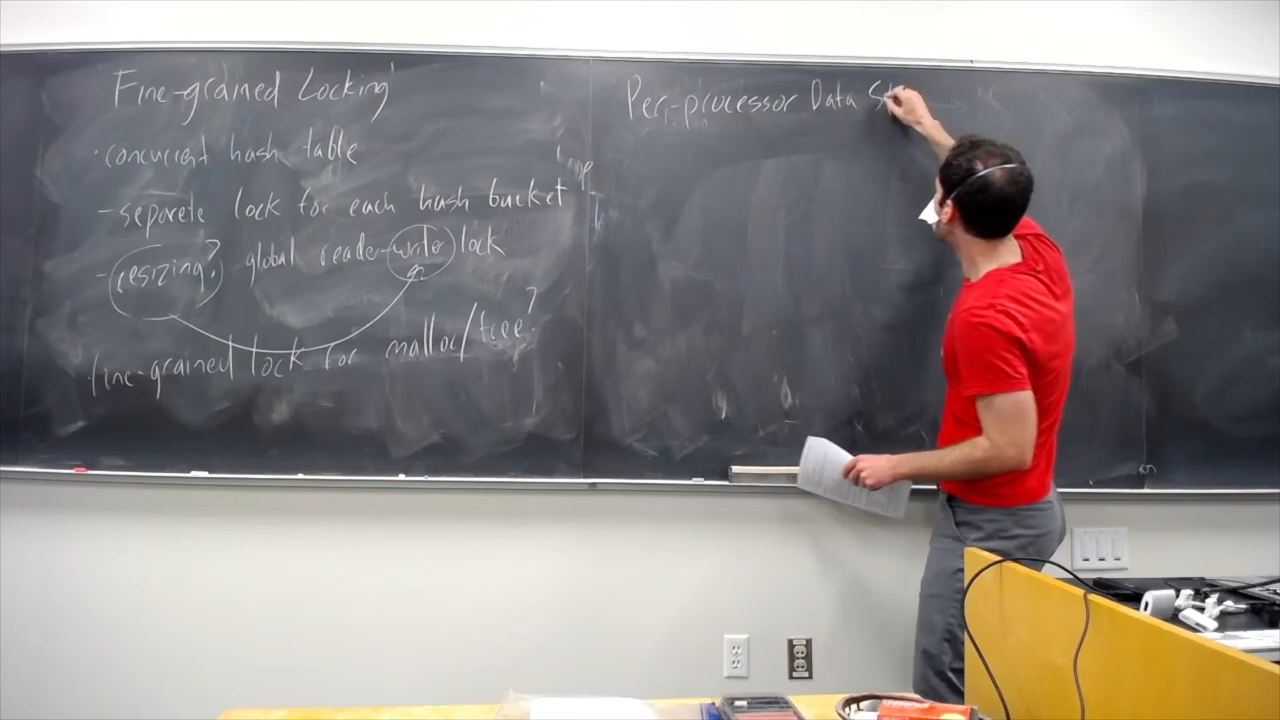 Fine-grained Locking
· concurrent hash table
- separate lock for each hash bucket
- resizing? global reader-writer lock
fine-grained lock for malloc/free?
Per-processor Data St